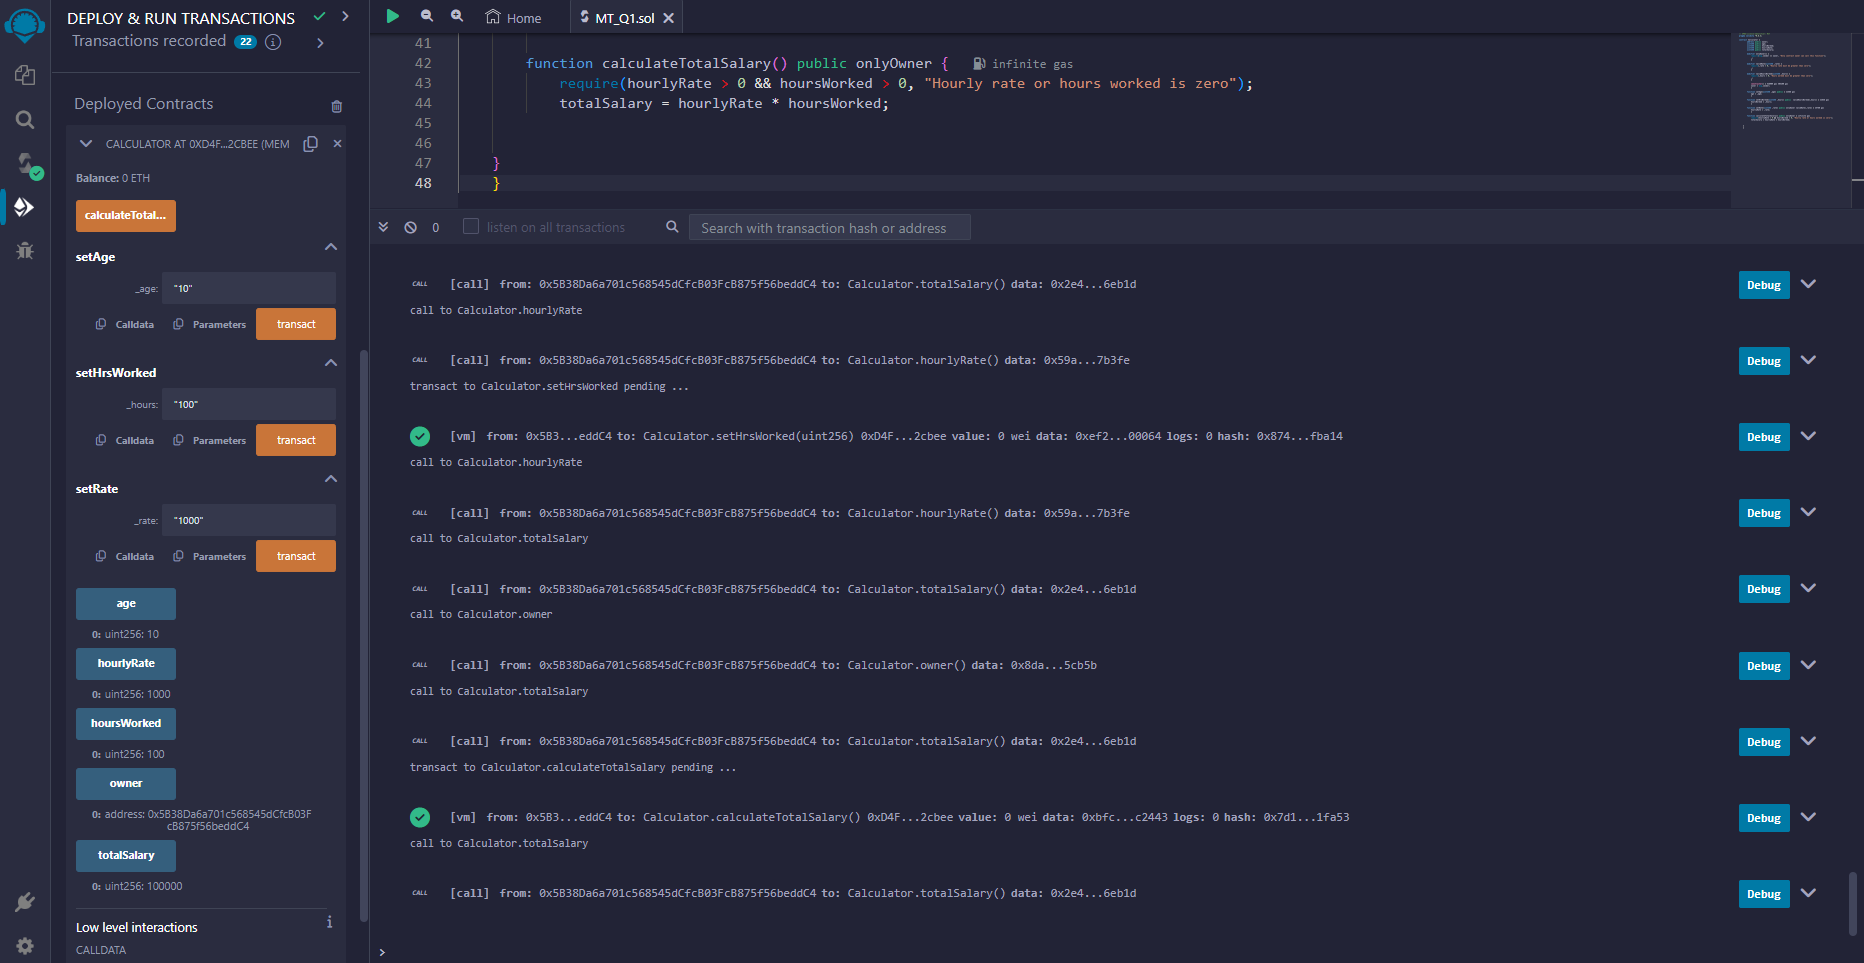 DEPLOY & RUN TRANSACTIONS
Transactions recorded 22 i
Deployed Contracts
CALCULATOR AT 0XD4F...2CBEE (MEM
Balance: 0 ETH
calculateTotal...
setAge
_age: "10"
Calldata Parameters transact
setHrsWorked
_hours: "100"
Calldata Parameters transact
setRate
_rate: "1000"
Calldata Parameters transact
age
0: uint256: 10
hourlyRate
0: uint256: 1000
hoursWorked
0: uint256: 100
owner
0: address: 0x5B38Da6a701c568545dCfcB03F
cB875f56beddC4
totalSalary
0: uint256: 100000
Low level interactions i
CALLDATA
Home MT_Q1.sol
41
42 function calculateTotalSalary() public onlyOwner { infinite gas
43 require(hourlyRate > 0 && hoursWorked > 0, "Hourly rate or hours worked is zero");
44 totalSalary = hourlyRate * hoursWorked;
45
46
47 }
48 }
0 listen on all transactions Search with transaction hash or address
CALL [call] from: 0x5B38Da6a701c568545dCfcB03FcB875f56beddC4 to: Calculator.totalSalary() data: 0x2e4...6eb1d Debug
call to Calculator.hourlyRate
CALL [call] from: 0x5B38Da6a701c568545dCfcB03FcB875f56beddC4 to: Calculator.hourlyRate() data: 0x59a...7b3fe Debug
transact to Calculator.setHrsWorked pending ...
[vm] from: 0x5B3...eddC4 to: Calculator.setHrsWorked(uint256) 0xD4F...2cbee value: 0 wei data: 0xef2...00064 logs: 0 hash: 0x874...fba14 Debug
call to Calculator.hourlyRate
CALL [call] from: 0x5B38Da6a701c568545dCfcB03FcB875f56beddC4 to: Calculator.hourlyRate() data: 0x59a...7b3fe Debug
call to Calculator.totalSalary
CALL [call] from: 0x5B38Da6a701c568545dCfcB03FcB875f56beddC4 to: Calculator.totalSalary() data: 0x2e4...6eb1d Debug
call to Calculator.owner
CALL [call] from: 0x5B38Da6a701c568545dCfcB03FcB875f56beddC4 to: Calculator.owner() data: 0x8da...5cb5b Debug
call to Calculator.totalSalary
CALL [call] from: 0x5B38Da6a701c568545dCfcB03FcB875f56beddC4 to: Calculator.totalSalary() data: 0x2e4...6eb1d Debug
transact to Calculator.calculateTotalSalary pending ...
[vm] from: 0x5B3...eddC4 to: Calculator.calculateTotalSalary() 0xD4F...2cbee value: 0 wei data: 0xbfc...c2443 logs: 0 hash: 0x7d1...1fa53 Debug
call to Calculator.totalSalary
CALL [call] from: 0x5B38Da6a701c568545dCfcB03FcB875f56beddC4 to: Calculator.totalSalary() data: 0x2e4...6eb1d Debug
>